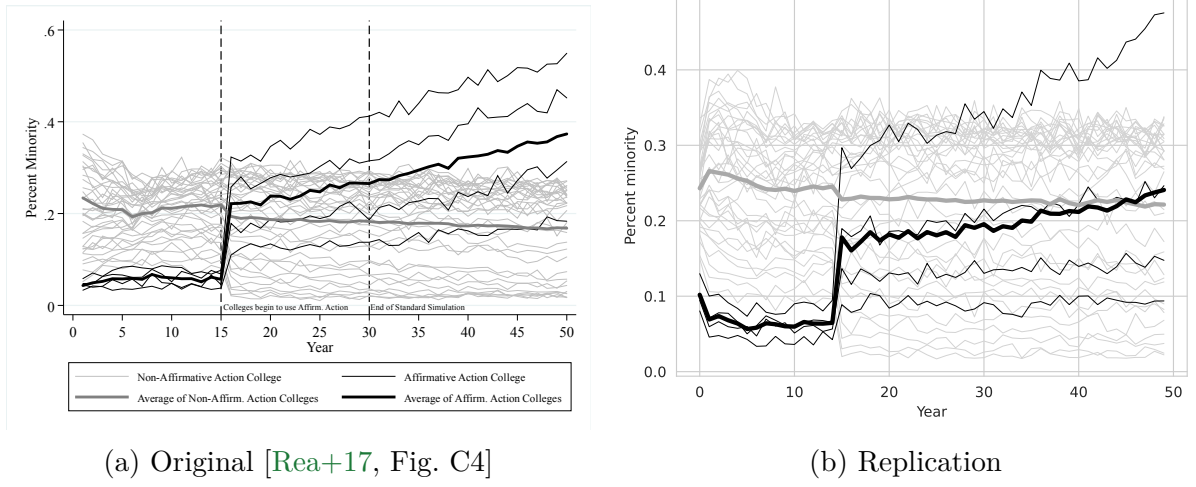 .6
.4
.2
0
Percent Minority
Colleges begin to use Affirm. Action
End of Standard Simulation
0 5 10 15 20 25 30 35 40 45 50
Year
Non-Affirmative Action College
Affirmative Action College
Average of Non-Affirm. Action Colleges
Average of Affirm. Action Colleges
0.4
0.3
0.2
0.1
0.0
Percent minority
0 10 20 30 40 50
Year
(a) Original [Rea+17, Fig. C4]
(b) Replication